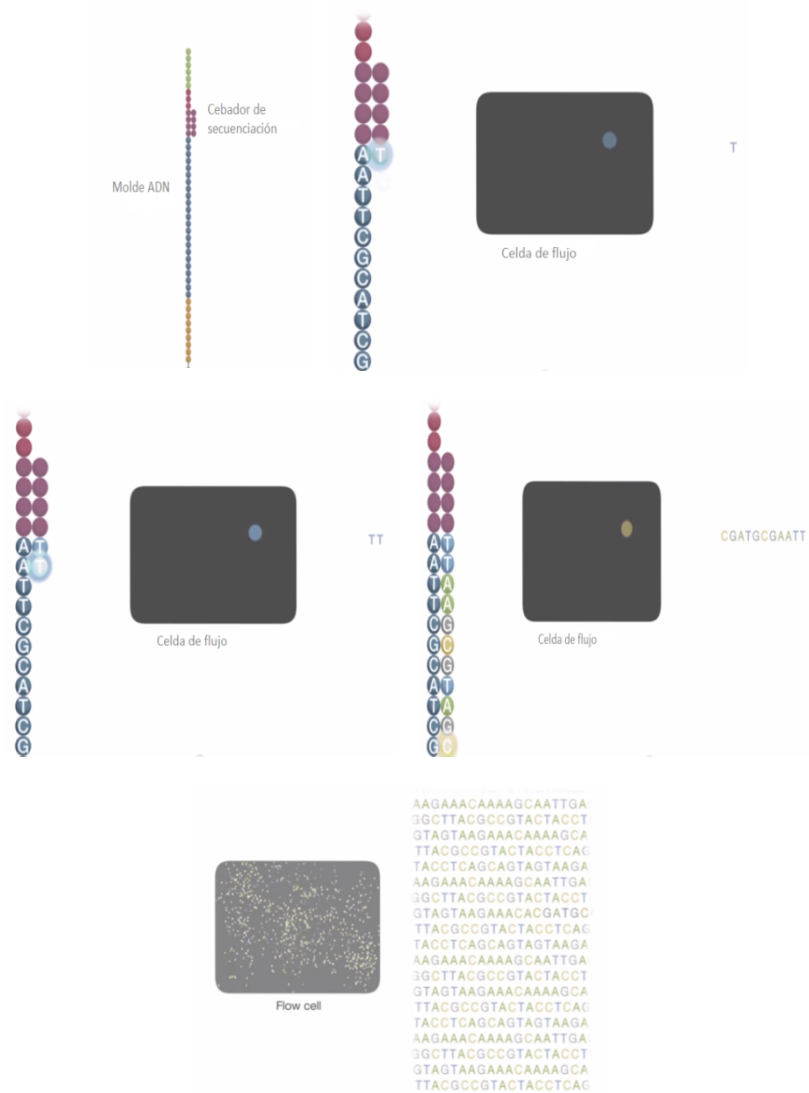 Cebador de
secuenciación
Molde ADN
A T
A
T
T
C
G
C
A
T
C
G
T
Celda de flujo
A T
A T
T
T
C
G
C
A
T
C
G
TT
Celda de flujo
A T
A T
T A
T A
C G
G C
C G
A T
T A
C G
G C
CGATGCGAATT
Celda de flujo
AAGAAACAAAAGCAATTGA
GGCTTACGCCGTACTACCT
GTAGTAAGAAACAAAAGCA
TTACGCCGTACTACCTCAG
TACCTCAGCAGTAGTAAGA
AAGAAACAAAAGCAATTGA
GGCTTACGCCGTACTACCT
GTAGTAAGAAACACGATGC
TTACGCCGTACTACCTCAG
TACCTCAGCAGTAGTAAGA
AAGAAACAAAAGCAATTGA
GGCTTACGCCGTACTACCT
GTAGTAAGAAACAAAAGCA
TTACGCCGTACTACCTCAG
TACCTCAGCAGTAGTAAGA
AAGAAACAAAAGCAATTGA
GGCTTACGCCGTACTACCT
GTAGTAAGAAACAAAAGCA
TTACGCCGTACTACCTCAG
Flow cell